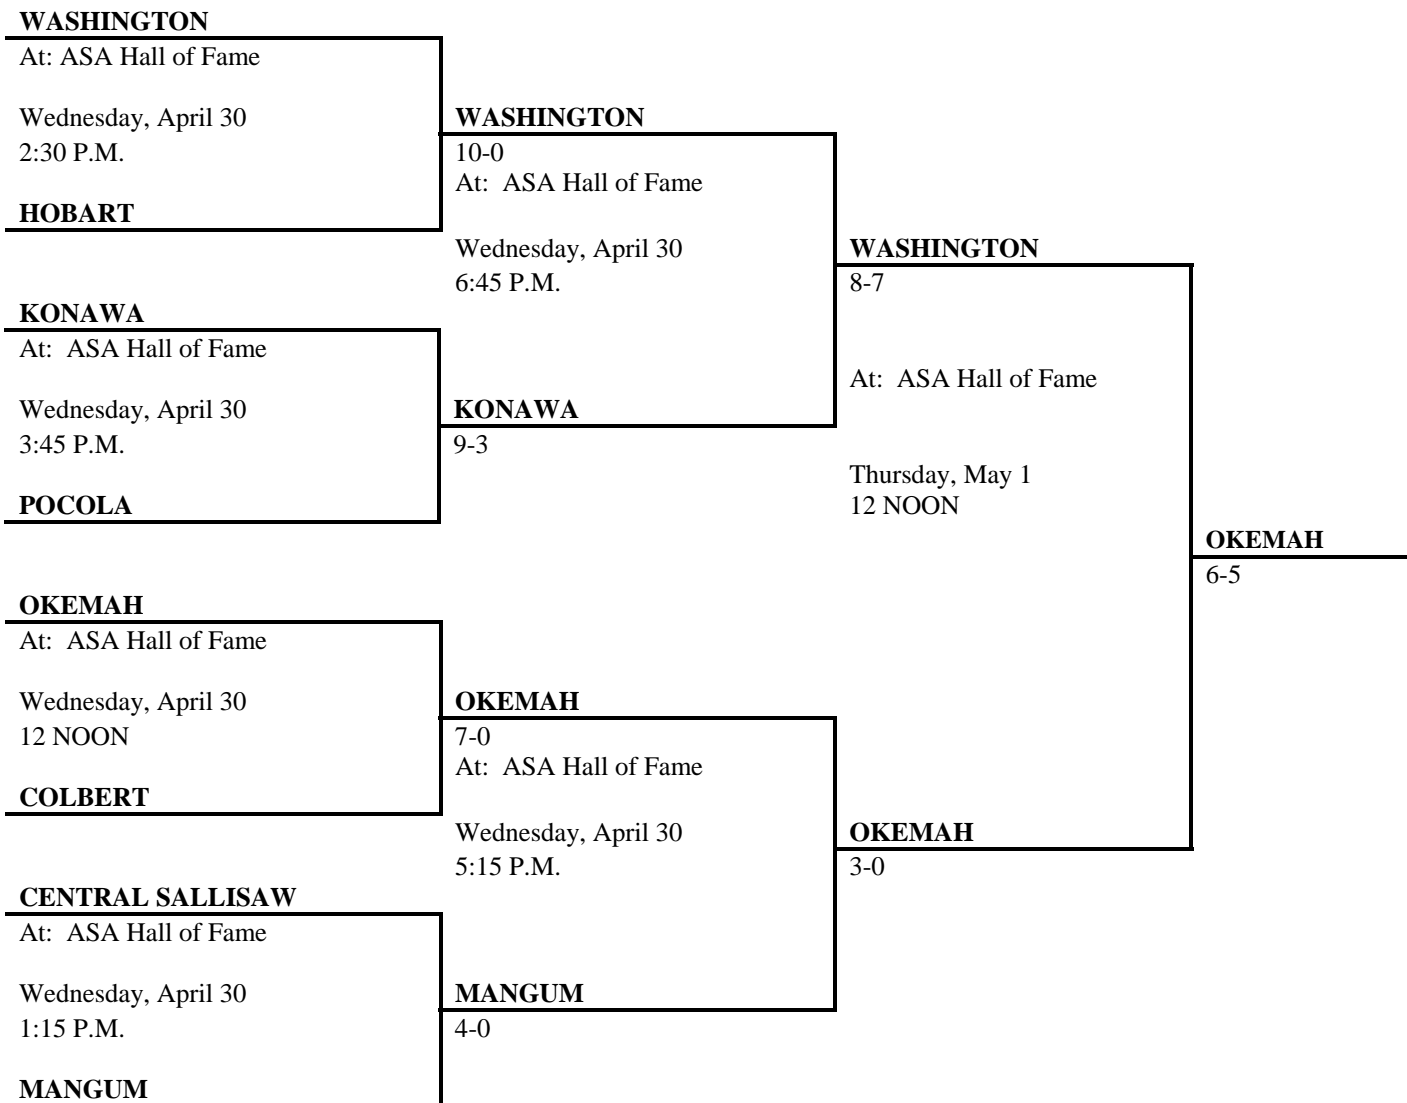 WASHINGTON
At: ASA Hall of Fame
Wednesday, April 30
2:30 P.M.
HOBART
KONAWA
At: ASA Hall of Fame
Wednesday, April 30
3:45 P.M.
POCOLA
OKEMAH
At: ASA Hall of Fame
Wednesday, April 30
12 NOON
COLBERT
CENTRAL SALLISAW
At: ASA Hall of Fame
Wednesday, April 30
1:15 P.M.
MANGUM
WASHINGTON
10-0
At: ASA Hall of Fame
Wednesday, April 30
6:45 P.M.
KONAWA
9-3
OKEMAH
7-0
At: ASA Hall of Fame
Wednesday, April 30
5:15 P.M.
MANGUM
4-0
WASHINGTON
8-7
At: ASA Hall of Fame
Thursday, May 1
12 NOON
OKEMAH
3-0
OKEMAH
6-5